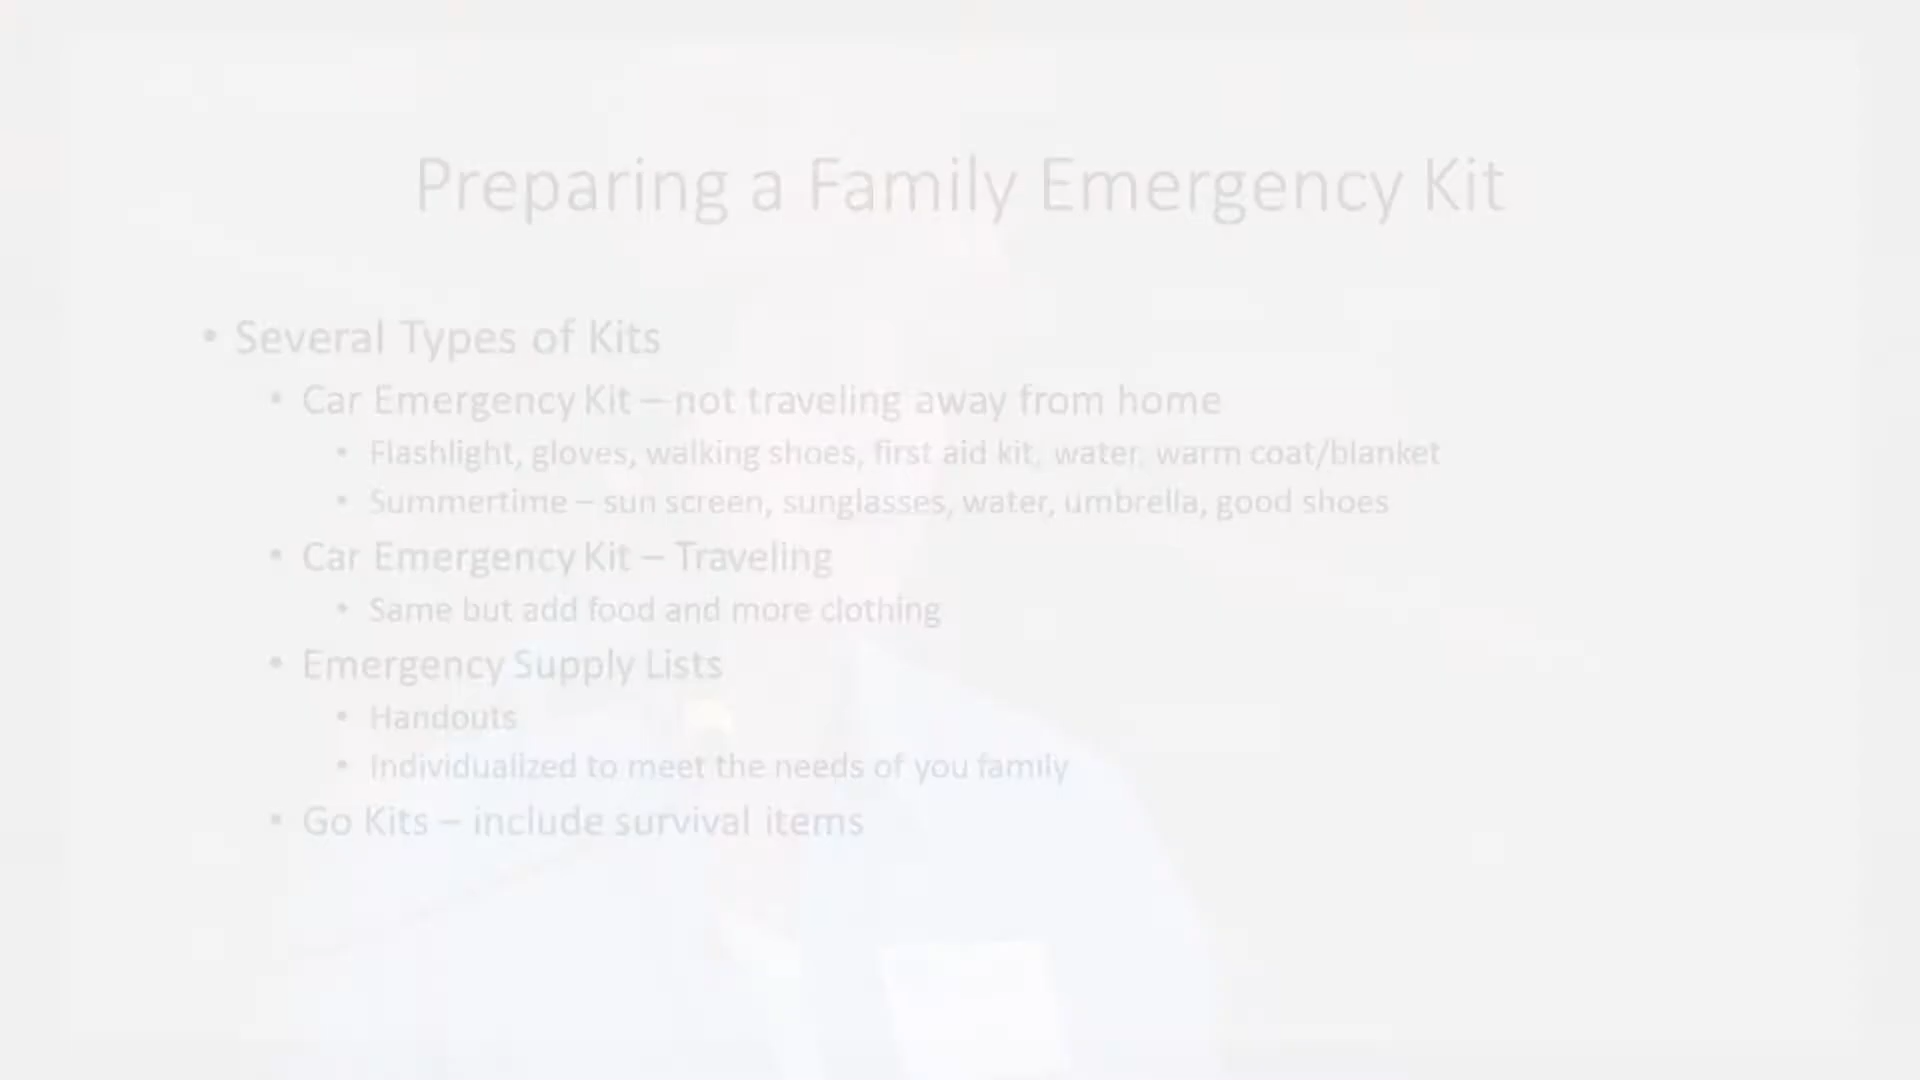 Preparing a Family Emergency Kit
• Several Types of Kits
• Car Emergency Kit – not traveling away from home
• Flashlight, gloves, walking shoes, first aid kit, water, warm coat/blanket
• Summertime – sun screen, sunglasses, water, umbrella, good shoes
• Car Emergency Kit – Traveling
• Same but add food and more clothing
• Emergency Supply Lists
• Handouts
• Individualized to meet the needs of you family
• Go Kits – include survival items